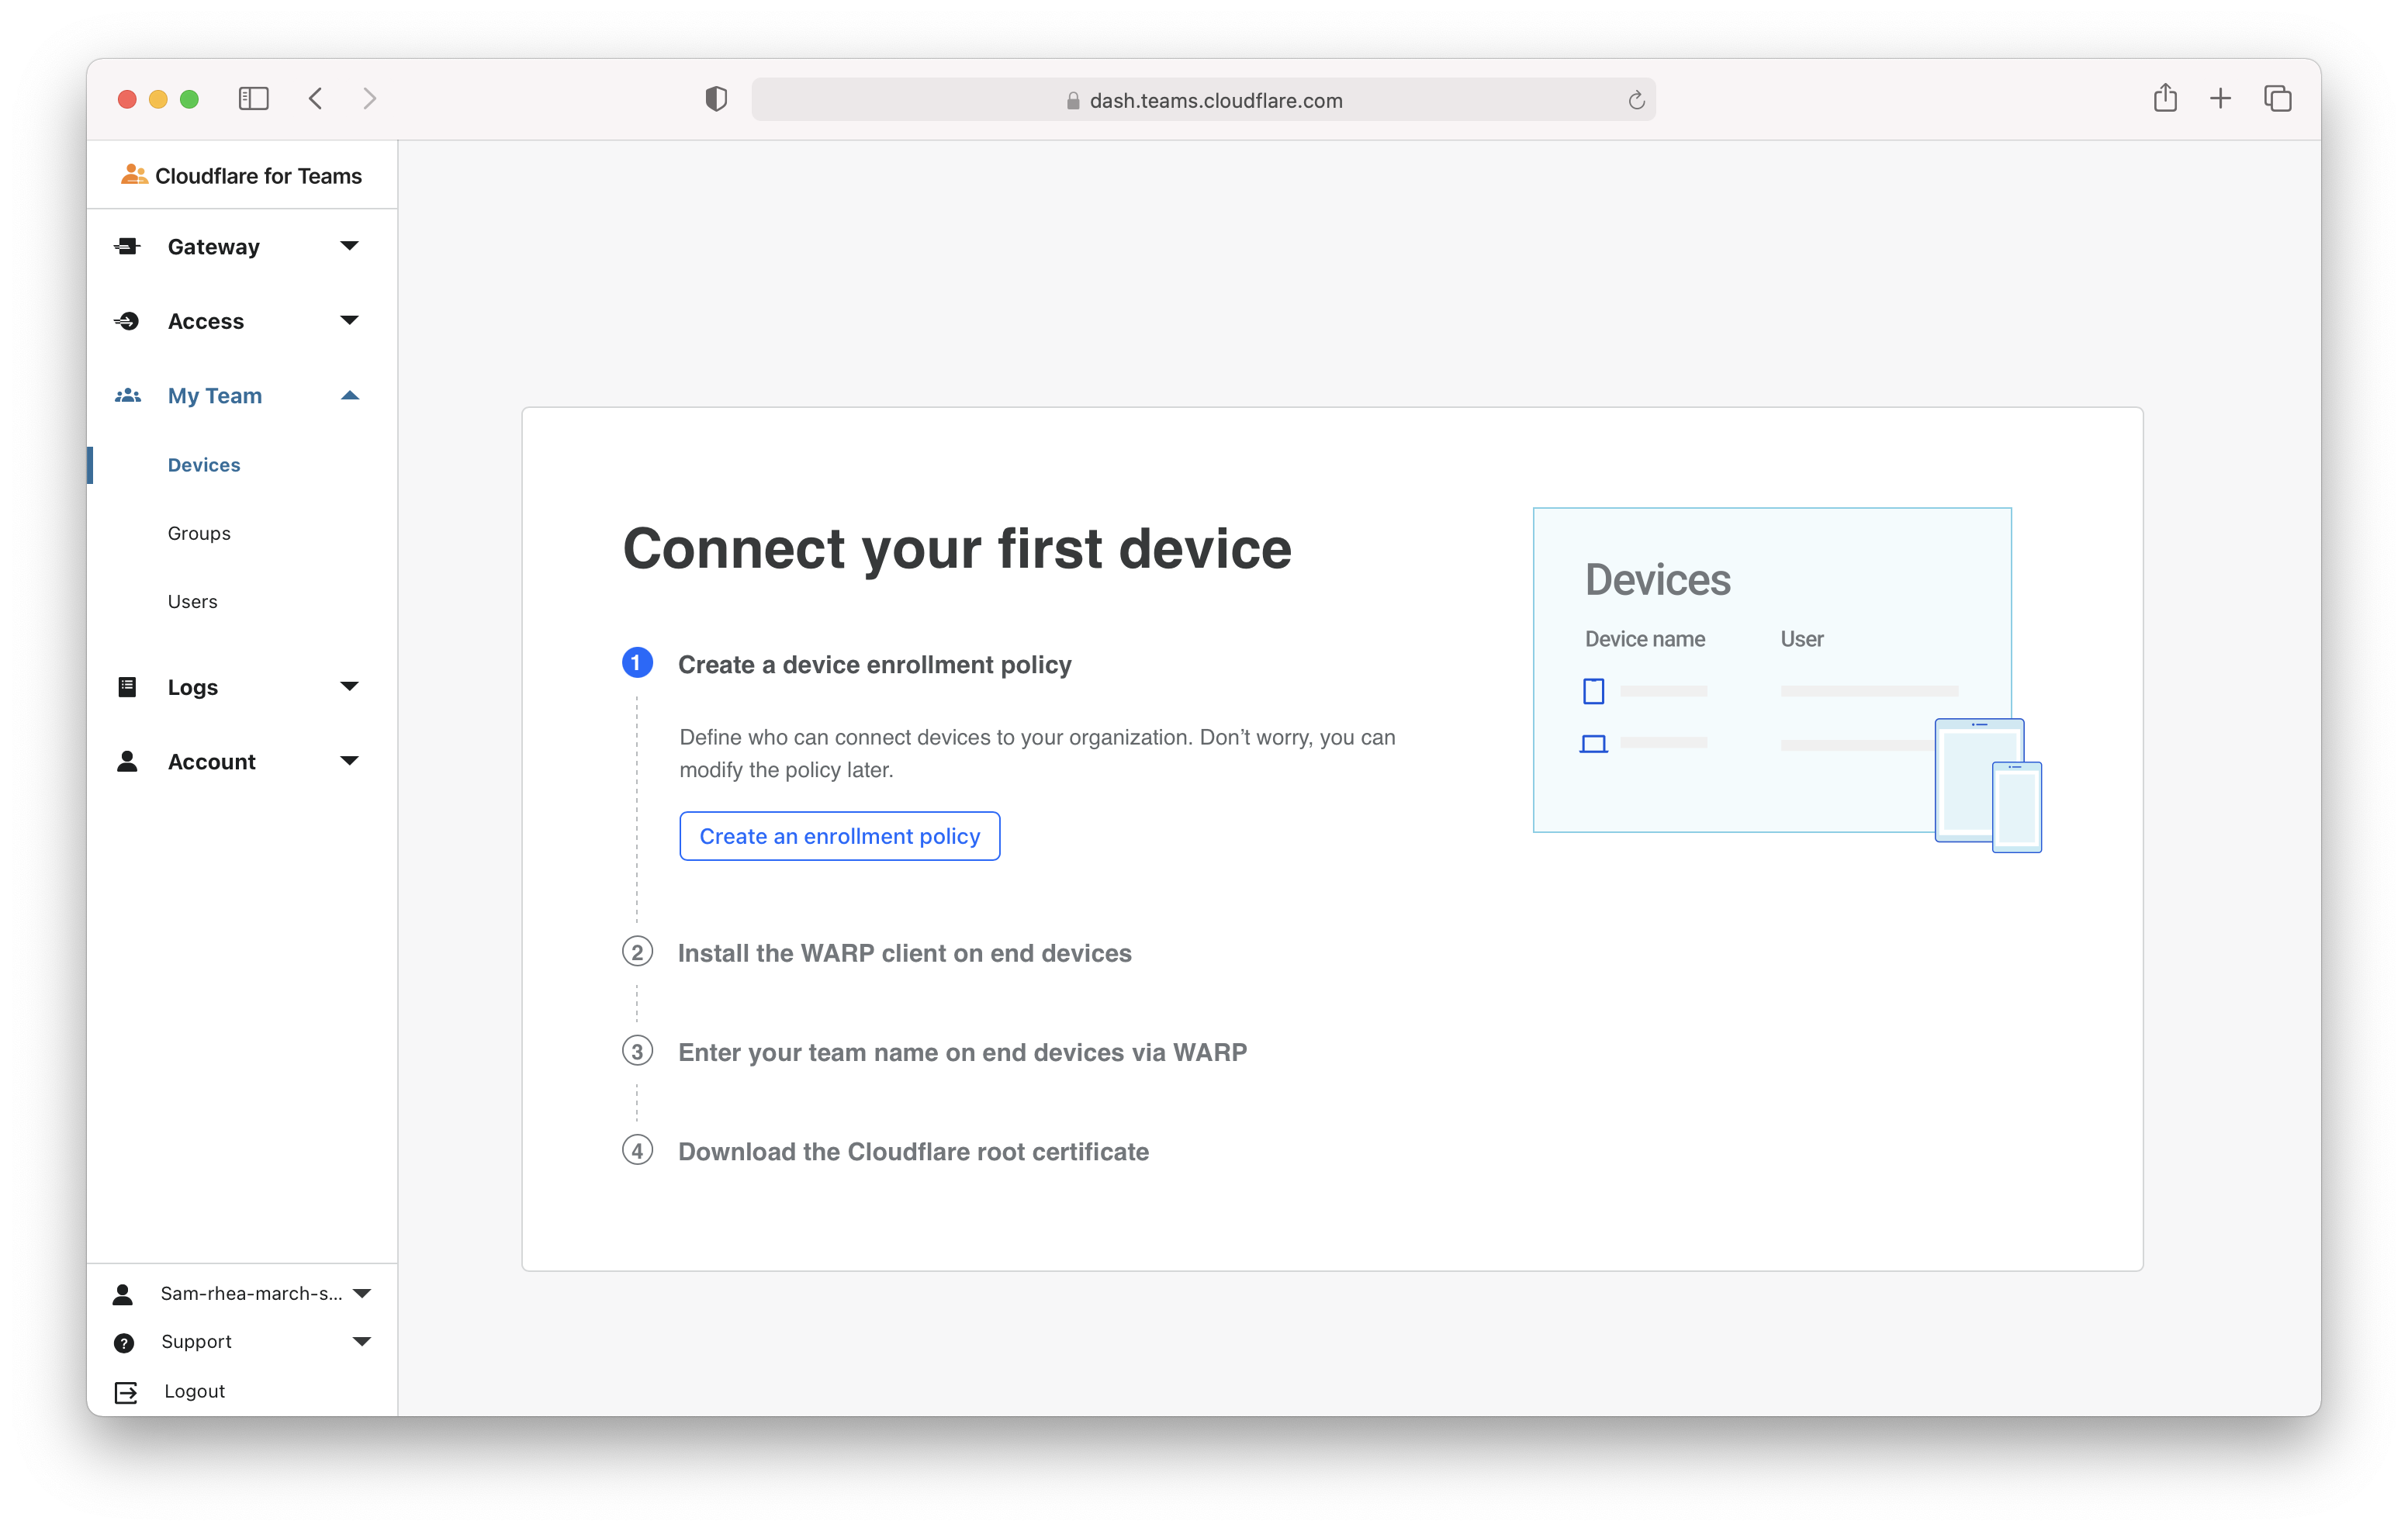 dash.teams.cloudflare.com
Cloudflare for Teams
Gateway
Access
My Team
Devices
Groups
Users
Logs
Account
Sam-rhea-march-s...
Support
Logout
Connect your first device
1 Create a device enrollment policy
Define who can connect devices to your organization. Don’t worry, you can
modify the policy later.
Create an enrollment policy
2 Install the WARP client on end devices
3 Enter your team name on end devices via WARP
4 Download the Cloudflare root certificate
Devices
Device name User